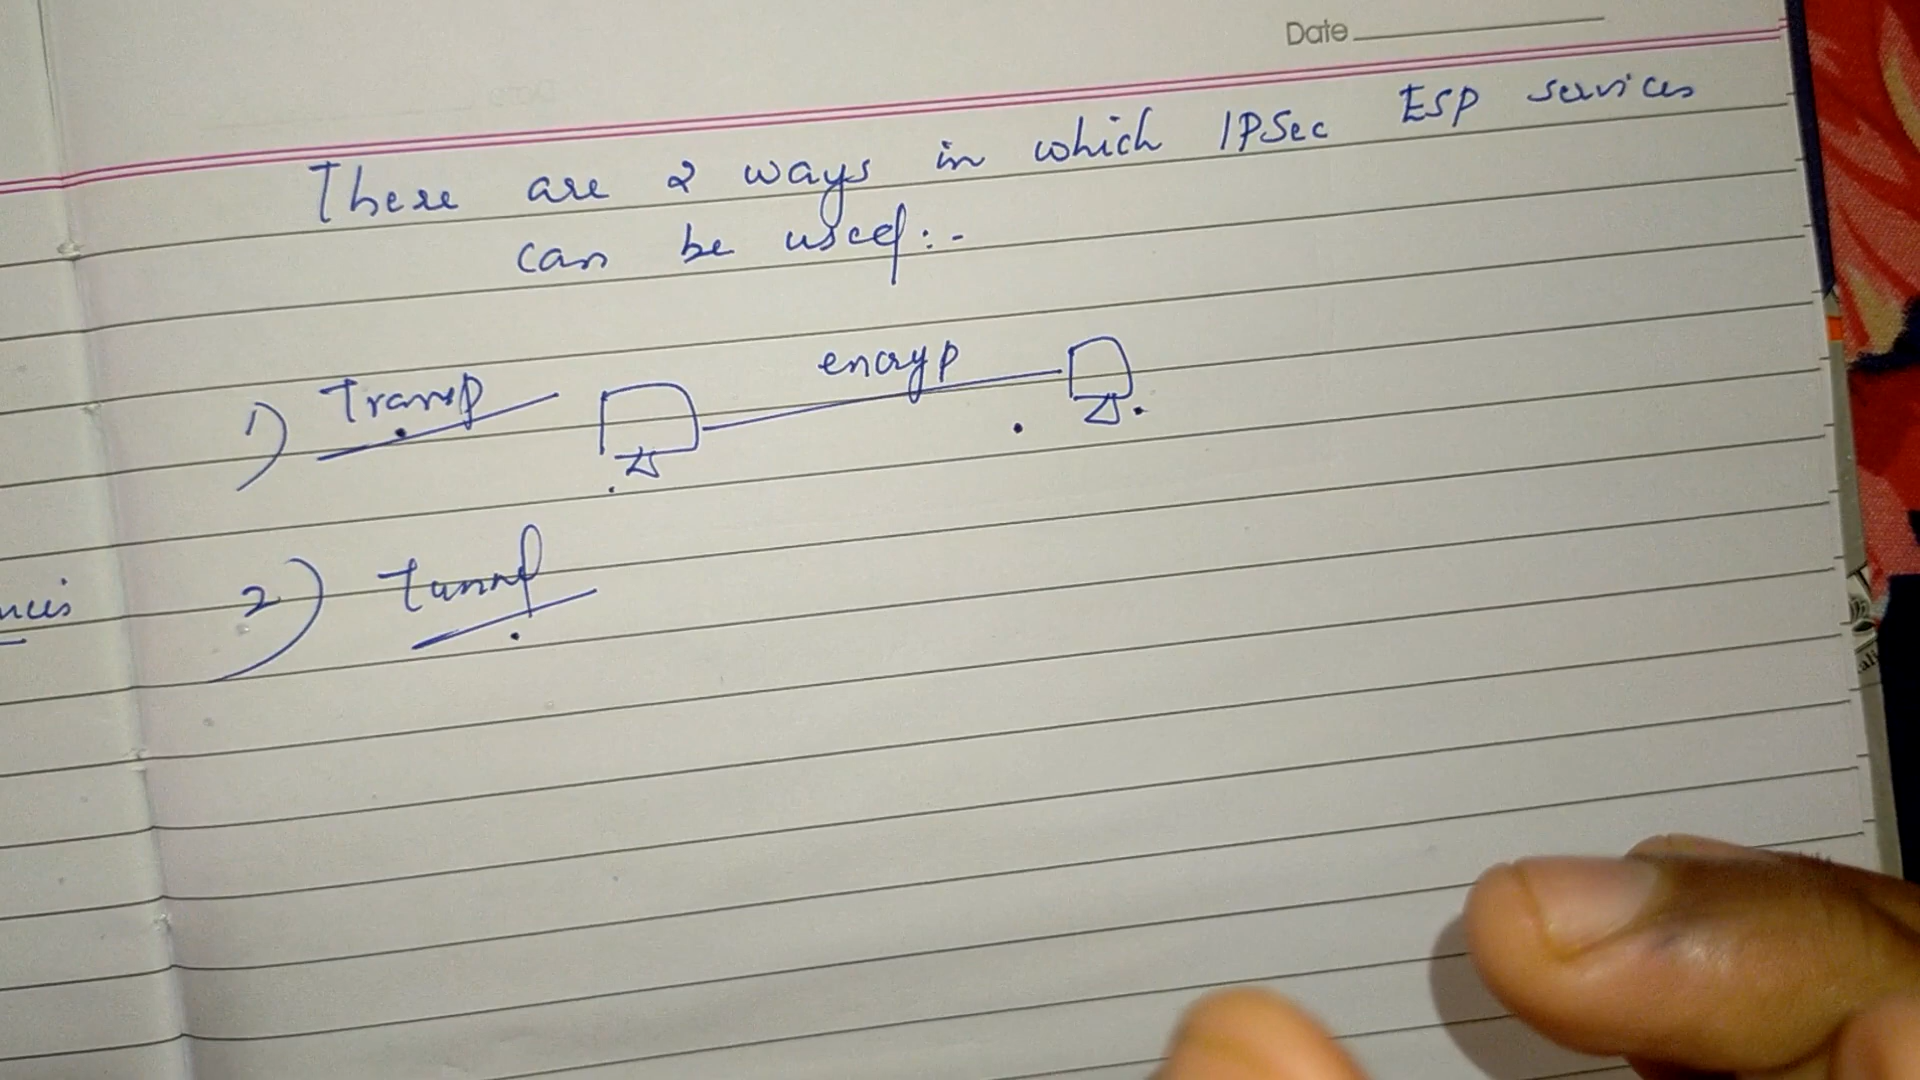 Date
There are 2 ways in which IPSec ESP services
can be used:-
1) Transp
encryp
2) tunnel